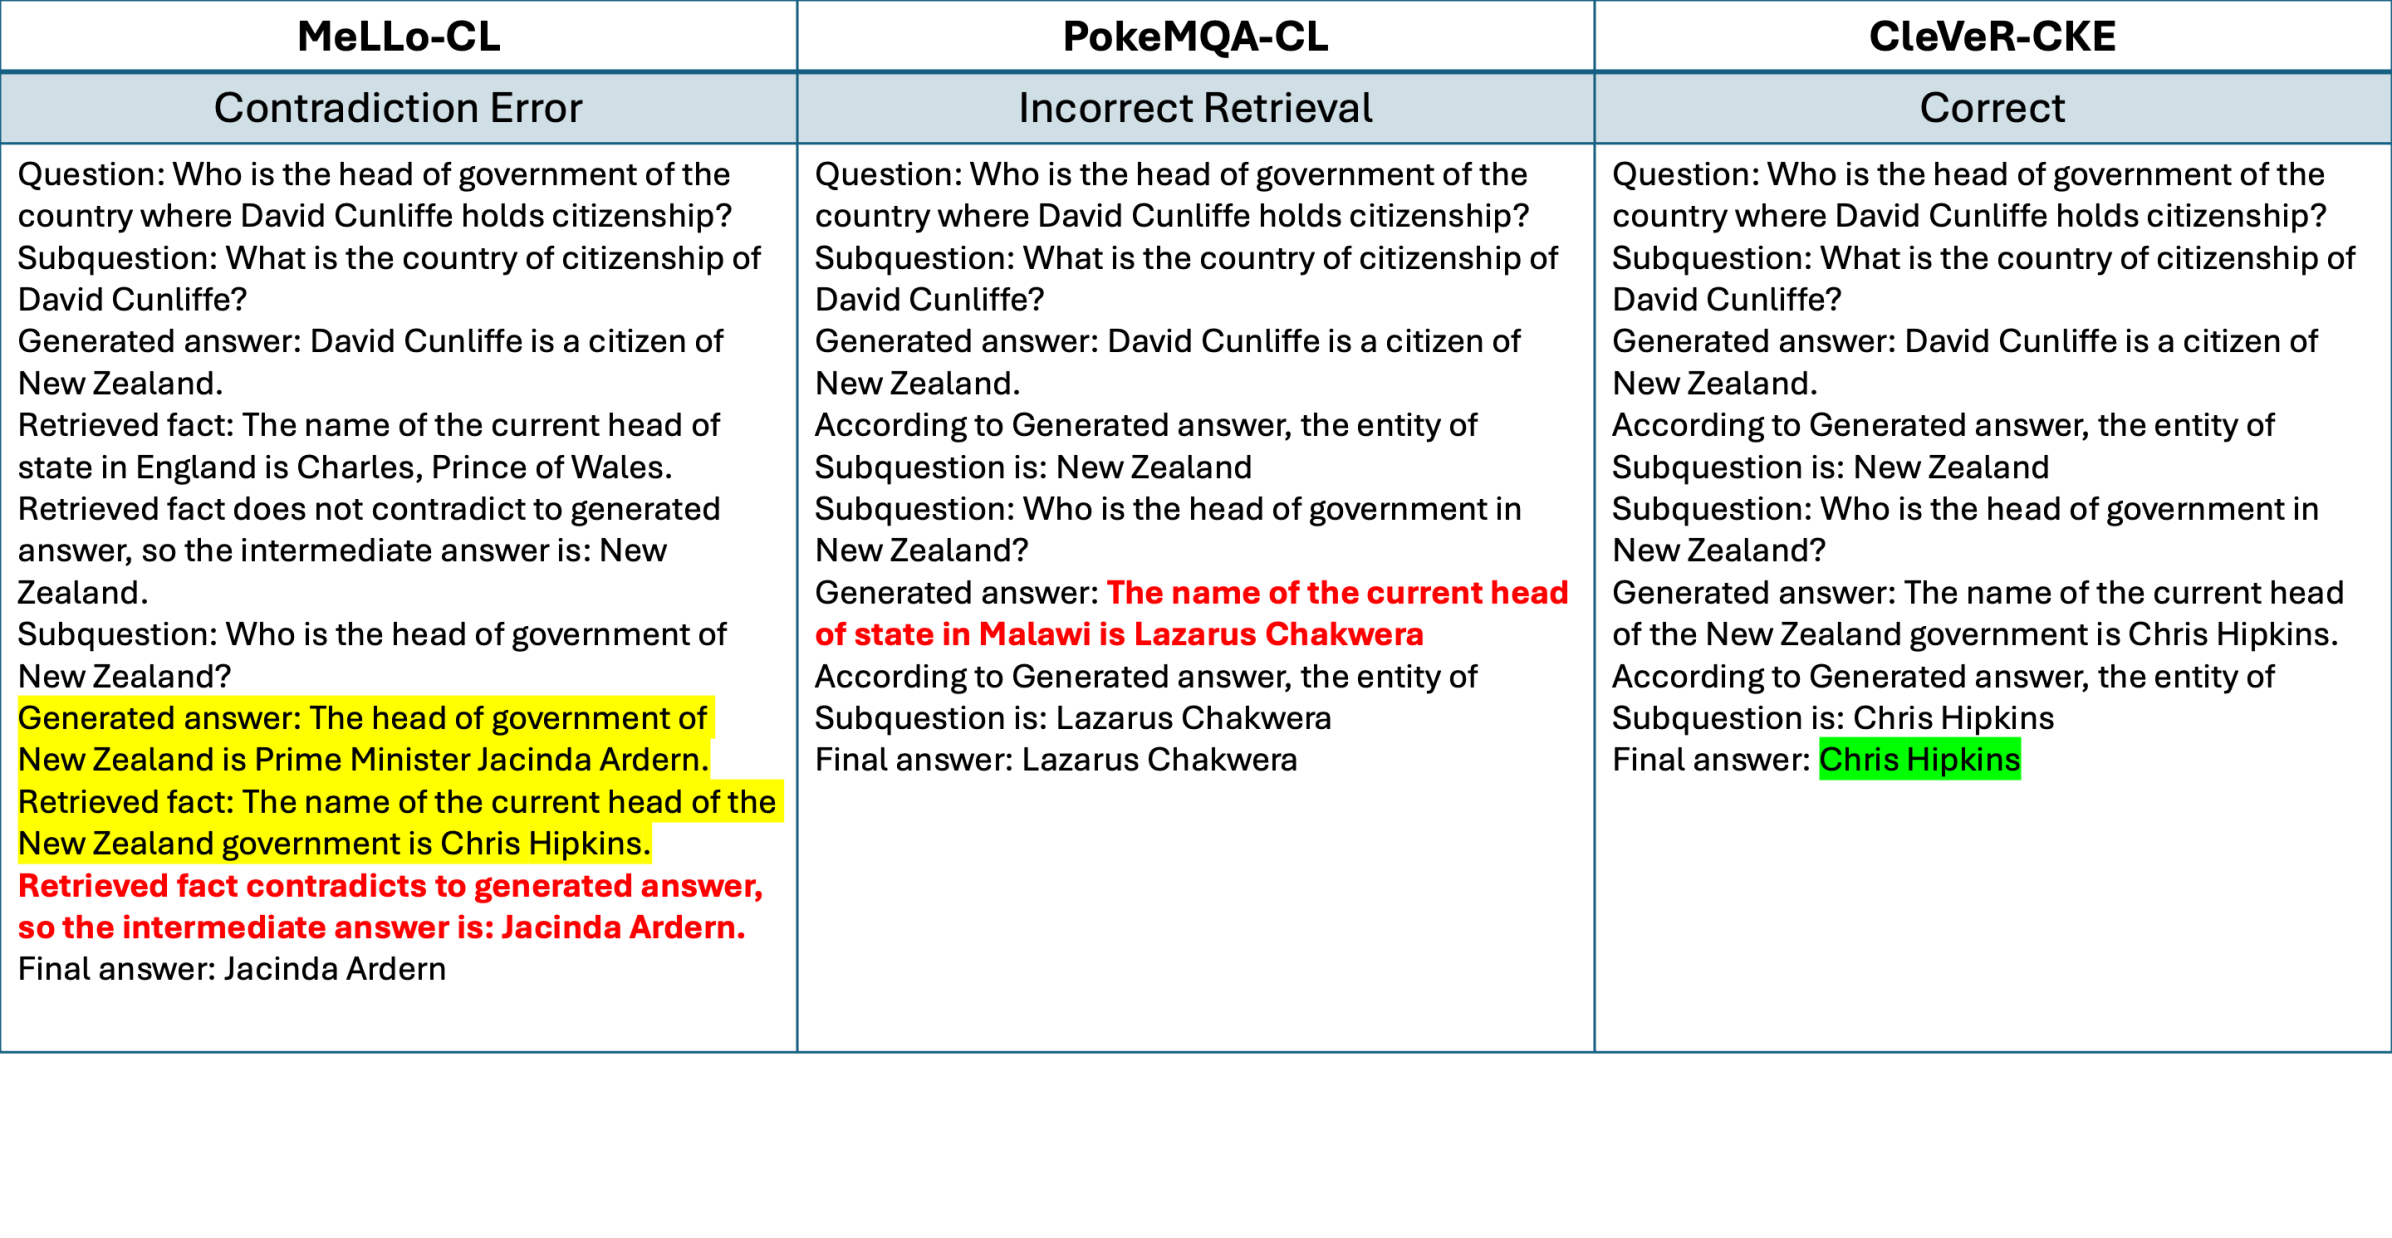 MeLLo-CL
PokeMQA-CL
CleVeR-CKE
Contradiction Error
Incorrect Retrieval
Correct
Question: Who is the head of government of the
country where David Cunliffe holds citizenship?
Subquestion: What is the country of citizenship of
David Cunliffe?
Generated answer: David Cunliffe is a citizen of
New Zealand.
Retrieved fact: The name of the current head of
state in England is Charles, Prince of Wales.
Retrieved fact does not contradict to generated
answer, so the intermediate answer is: New
Zealand.
Subquestion: Who is the head of government of
New Zealand?
Generated answer: The head of government of
New Zealand is Prime Minister Jacinda Ardern.
Retrieved fact: The name of the current head of the
New Zealand government is Chris Hipkins.
Retrieved fact contradicts to generated answer,
so the intermediate answer is: Jacinda Ardern.
Final answer: Jacinda Ardern
Question: Who is the head of government of the
country where David Cunliffe holds citizenship?
Subquestion: What is the country of citizenship of
David Cunliffe?
Generated answer: David Cunliffe is a citizen of
New Zealand.
According to Generated answer, the entity of
Subquestion is: New Zealand
Subquestion: Who is the head of government in
New Zealand?
Generated answer: The name of the current head
of state in Malawi is Lazarus Chakwera
According to Generated answer, the entity of
Subquestion is: Lazarus Chakwera
Final answer: Lazarus Chakwera
Question: Who is the head of government of the
country where David Cunliffe holds citizenship?
Subquestion: What is the country of citizenship of
David Cunliffe?
Generated answer: David Cunliffe is a citizen of
New Zealand.
According to Generated answer, the entity of
Subquestion is: New Zealand
Subquestion: Who is the head of government in
New Zealand?
Generated answer: The name of the current head
of the New Zealand government is Chris Hipkins.
According to Generated answer, the entity of
Subquestion is: Chris Hipkins
Final answer: Chris Hipkins